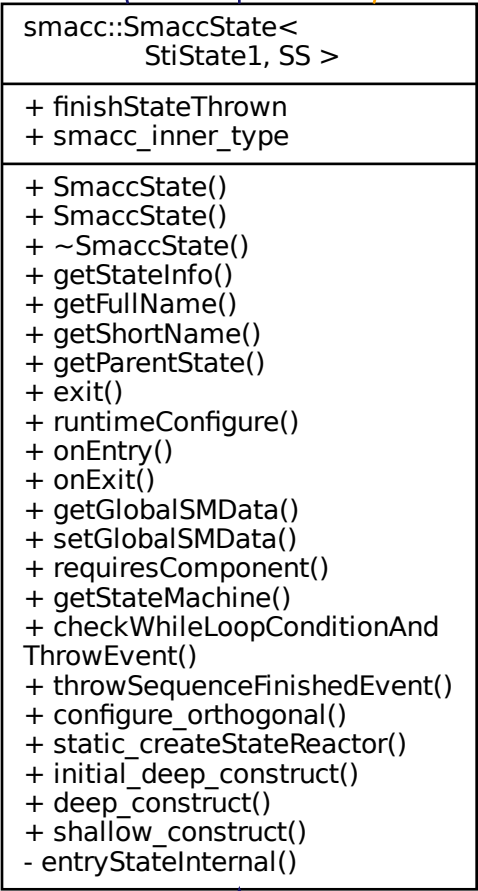 smacc::SmaccState<
StiState1, SS >
+ finishStateThrown
+ smacc_inner_type
+ SmaccState()
+ SmaccState()
+ ~SmaccState()
+ getStateInfo()
+ getFullName()
+ getShortName()
+ getParentState()
+ exit()
+ runtimeConfigure()
+ onEntry()
+ onExit()
+ getGlobalSMData()
+ setGlobalSMData()
+ requiresComponent()
+ getStateMachine()
+ checkWhileLoopConditionAnd
ThrowEvent()
+ throwSequenceFinishedEvent()
+ configure_orthogonal()
+ static_createStateReactor()
+ initial_deep_construct()
+ deep_construct()
+ shallow_construct()
- entryStateInternal()